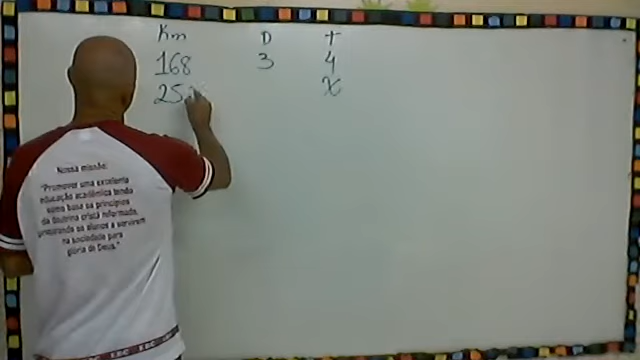 Km D T
168 3 4
25 x
Nossa missão:
"Promover uma excelente
educação acadêmica tendo
como base os princípios
da doutrina cristã reformada,
preparando os alunos a servirem
na sociedade para
glória de Deus."